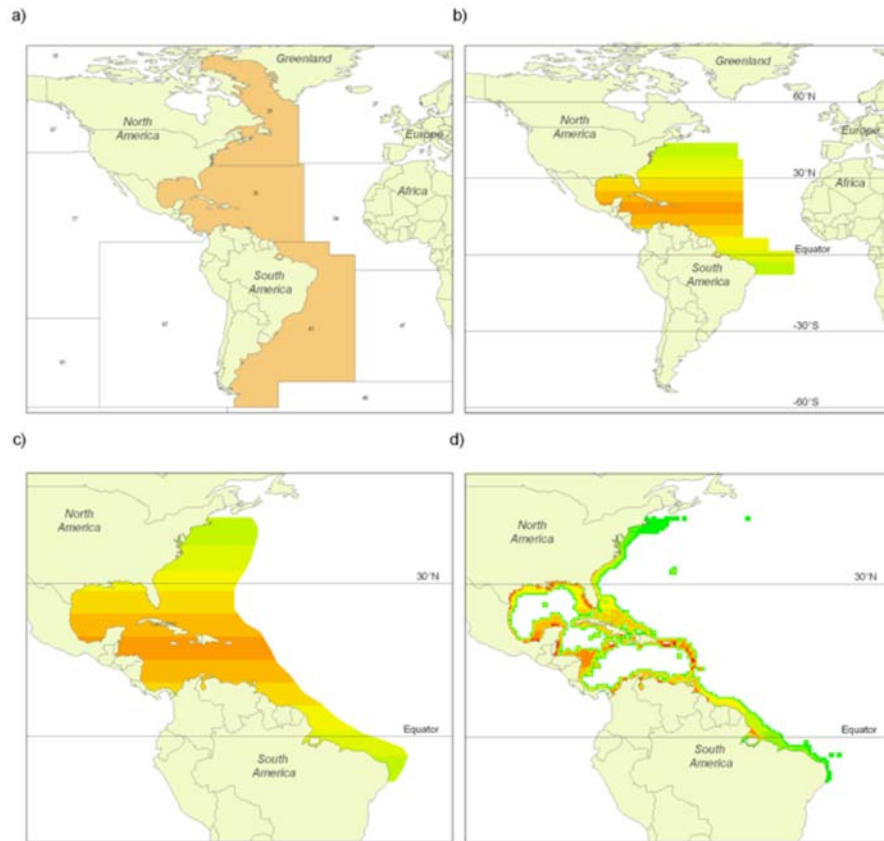 a)
Greenland
North
America
Europe
Africa
South
America
b)
Greenland
60°N
North
America
Europe
30°N
Africa
Equator
South
America
-30°S
-60°S
c)
North
America
30°N
Equator
South
America
d)
North
America
30°N
Equator
South
America